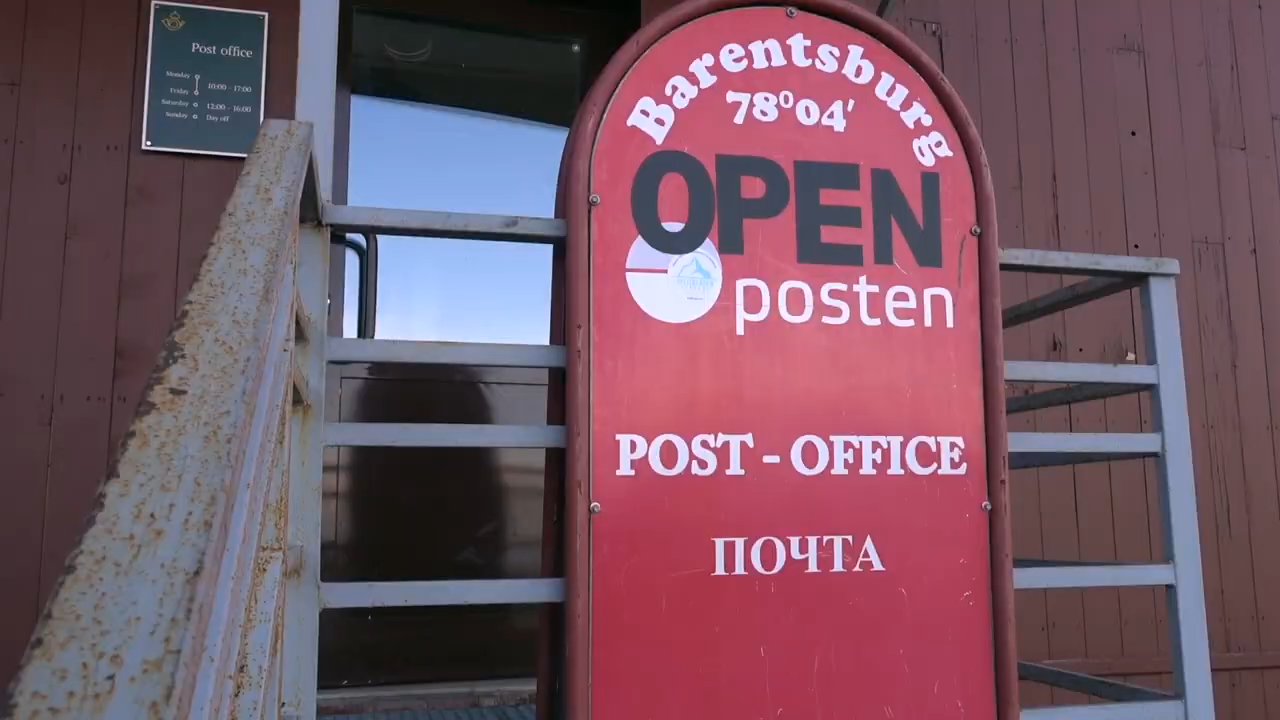 Post office
Monday
Friday
10:00 - 17:00
Saturday
12:00 - 16:00
Sunday
Day off
Barentsburg
78°04'
OPEN
posten
POST - OFFICE
ПОЧТА